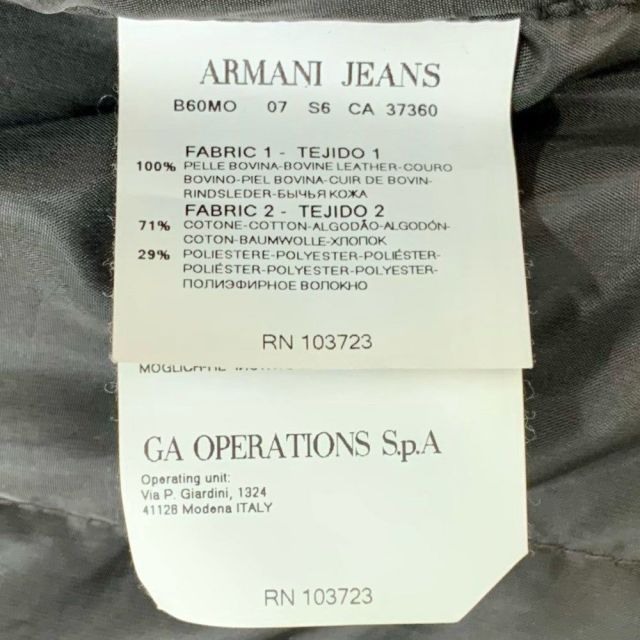 ARMANI JEANS
B60MO 07 S6 CA 37360
FABRIC 1 - TEJIDO 1
100% PELLE BOVINA-BOVINE LEATHER-COURO
BOVINO-PIEL BOVINA-CUIR DE BOVIN-
RINDSLEDER-БЫЧЬЯ КОЖА
FABRIC 2 - TEJIDO 2
71% COTONE-COTTON-ALGODÃO-ALGODÓN-
COTON-BAUMWOLLE-ХЛОПОК
29% POLIESTERE-POLYESTER-POLIÉSTER-
POLIÉSTER-POLYESTER-POLYESTER-
ПОЛИЭФИРНОЕ ВОЛОКНО
RN 103723
GA OPERATIONS S.p.A
Operating unit:
Via P. Giardini, 1324
41126 Modena ITALY
RN 103723